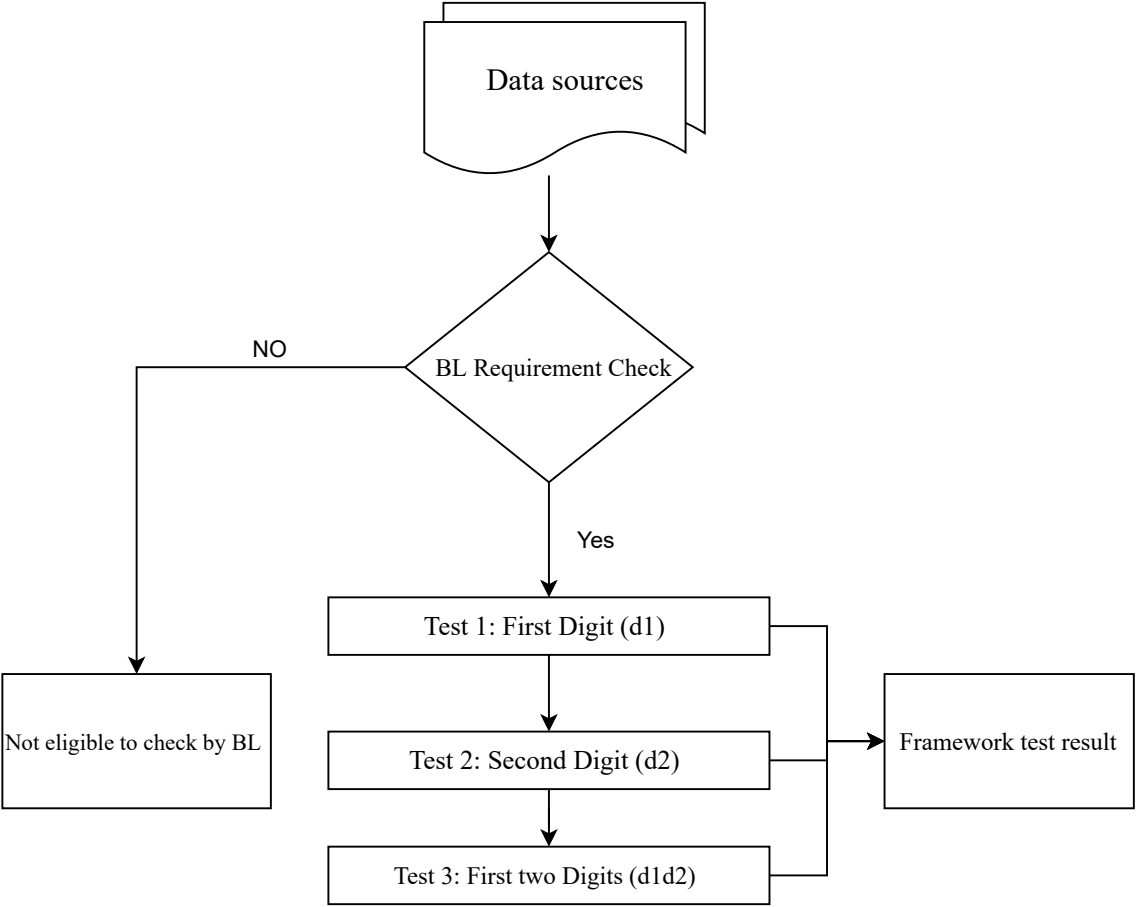 Data sources
NO
BL Requirement Check
Yes
Test 1: First Digit (d1)
Not eligible to check by BL
Test 2: Second Digit (d2)
Framework test result
Test 3: First two Digits (d1d2)